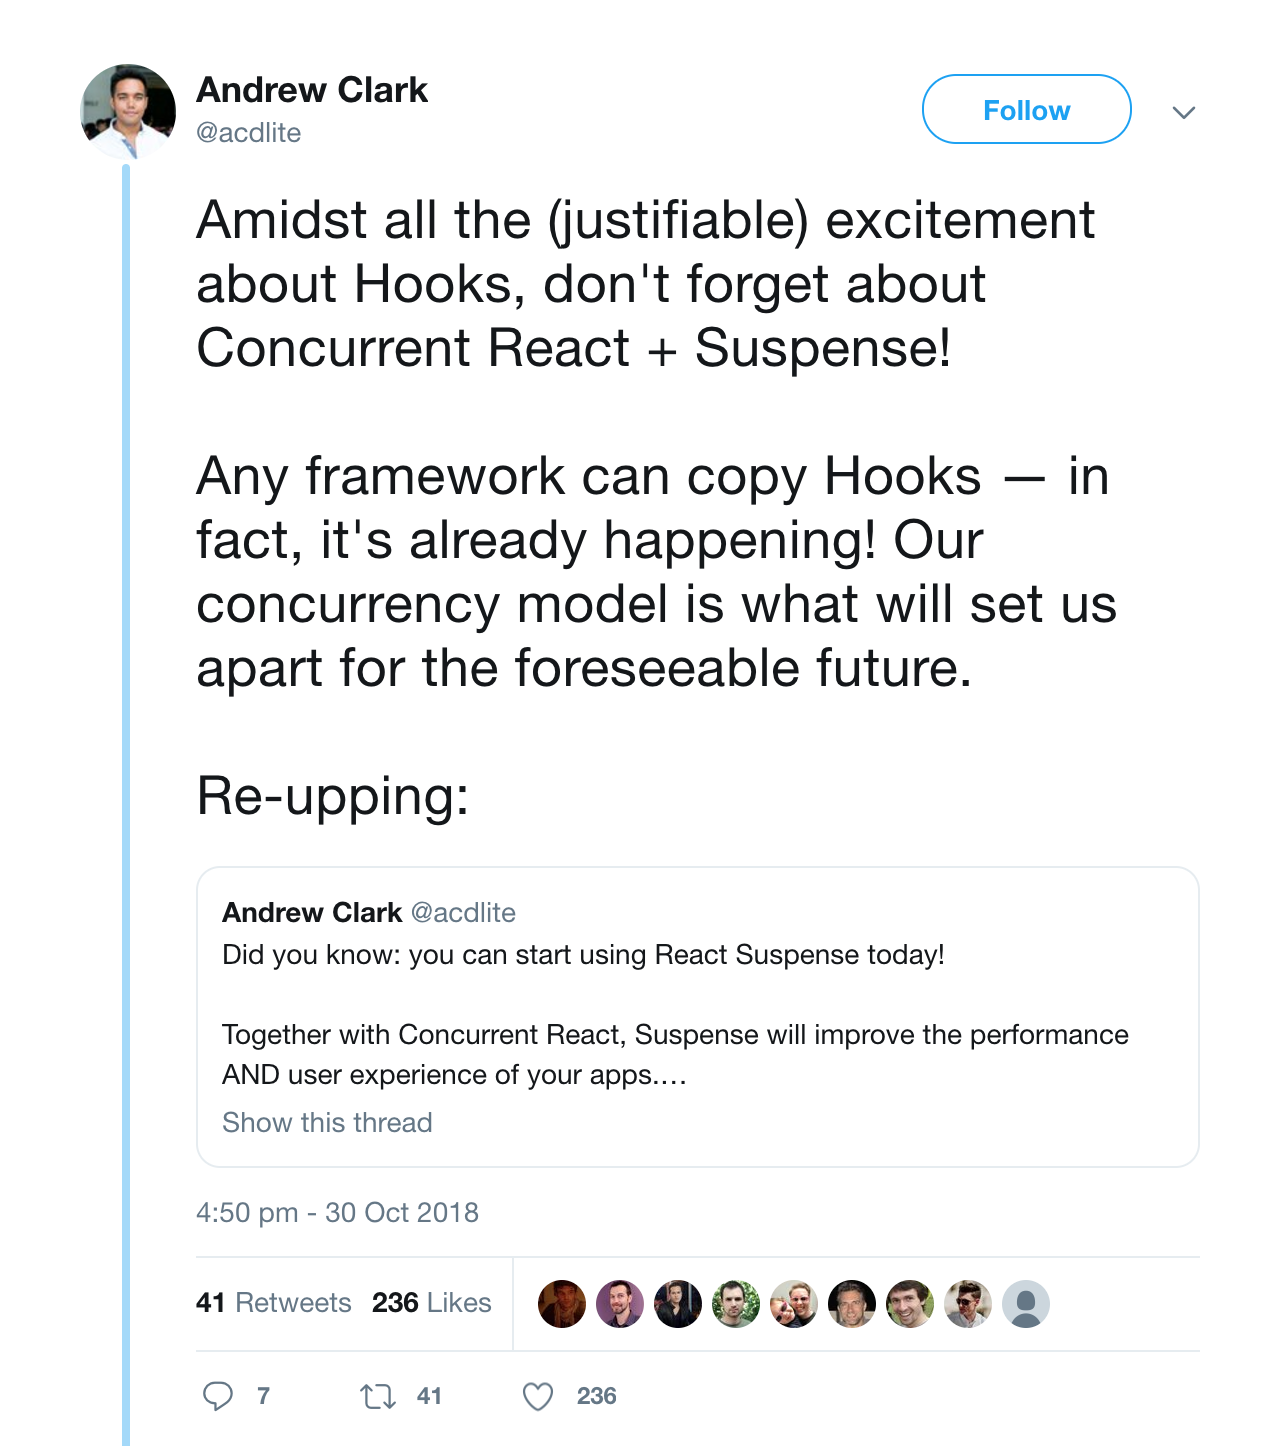 Andrew Clark
@acdlite
Follow
Amidst all the (justifiable) excitement
about Hooks, don't forget about
Concurrent React + Suspense!
Any framework can copy Hooks — in
fact, it's already happening! Our
concurrency model is what will set us
apart for the foreseeable future.
Re-upping:
Andrew Clark @acdlite
Did you know: you can start using React Suspense today!
Together with Concurrent React, Suspense will improve the performance
AND user experience of your apps.…
Show this thread
4:50 pm - 30 Oct 2018
41 Retweets 236 Likes
7 41 236